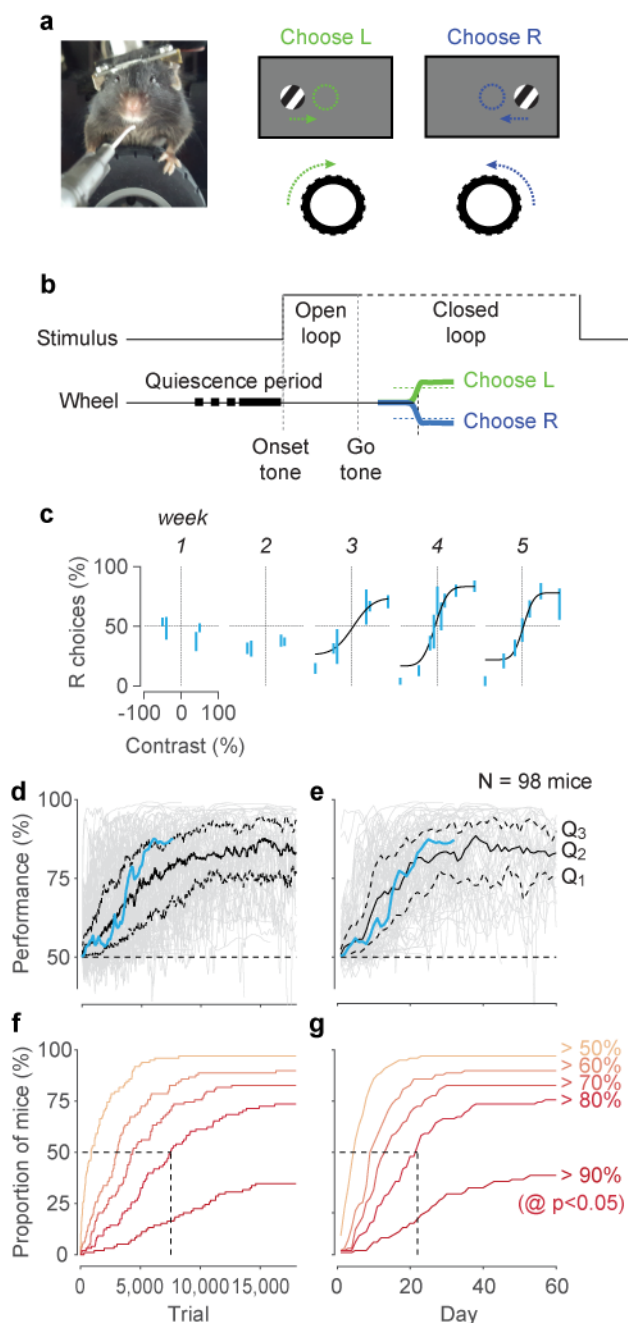 a
Choose L
Choose R
b
Stimulus
Open
loop
Closed
loop
Wheel
Quiescence period
Choose L
Choose R
Onset
tone
Go
tone
c
week
1
2
3
4
5
R choices (%)
100
50
0
-100
0
100
Contrast (%)
N = 98 mice
d
e
Performance (%)
100
75
50
Q3
Q2
Q1
f
g
Proportion of mice (%)
100
75
50
25
0
> 50%
> 60%
> 70%
> 80%
> 90%
(@ p<0.05)
0
5,000
10,000
15,000
Trial
0
20
40
60
Day